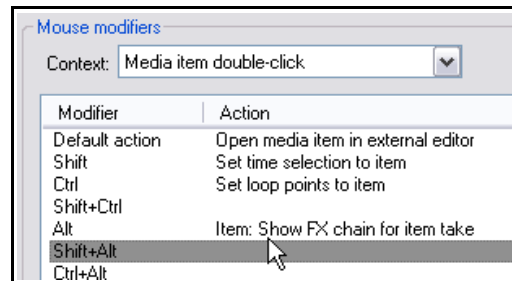 Mouse modifiers
Context: Media item double-click
Modifier Action
Default action Open media item in external editor
Shift Set time selection to item
Ctrl Set loop points to item
Shift+Ctrl
Alt Item: Show FX chain for item take
Shift+Alt
Ctrl+Alt